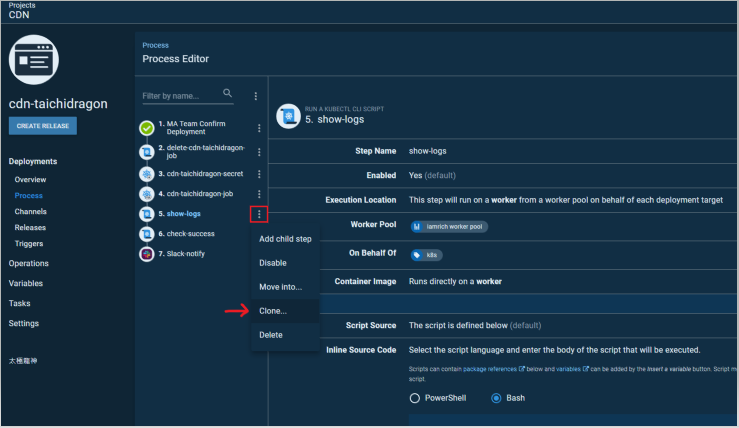 Projects
CDN
cdn-taichidragon
CREATE RELEASE
Deployments
Overview
Process
Channels
Releases
Triggers
Operations
Variables
Tasks
Settings
太極龍神
Process
Process Editor
Filter by name...
1. MA Team Confirm
Deployment
2. delete-cdn-taichidragon-
job
3. cdn-taichidragon-secret
4. cdn-taichidragon-job
5. show-logs
6. check-success
7. Slack-notify
Add child step
Disable
Move into...
Clone...
Delete
RUN A KUBECTL CLI SCRIPT
5. show-logs
Step Name show-logs
Enabled Yes (default)
Execution Location This step will run on a worker from a worker pool on behalf of each deployment target
Worker Pool iamrich worker pool
On Behalf Of k8s
Container Image Runs directly on a worker
Script Source The script is defined below (default)
Inline Source Code Select the script language and enter the body of the script that will be executed.
Scripts can contain package references below and variables can be added by the Insert a variable button. Script m
script.
PowerShell Bash